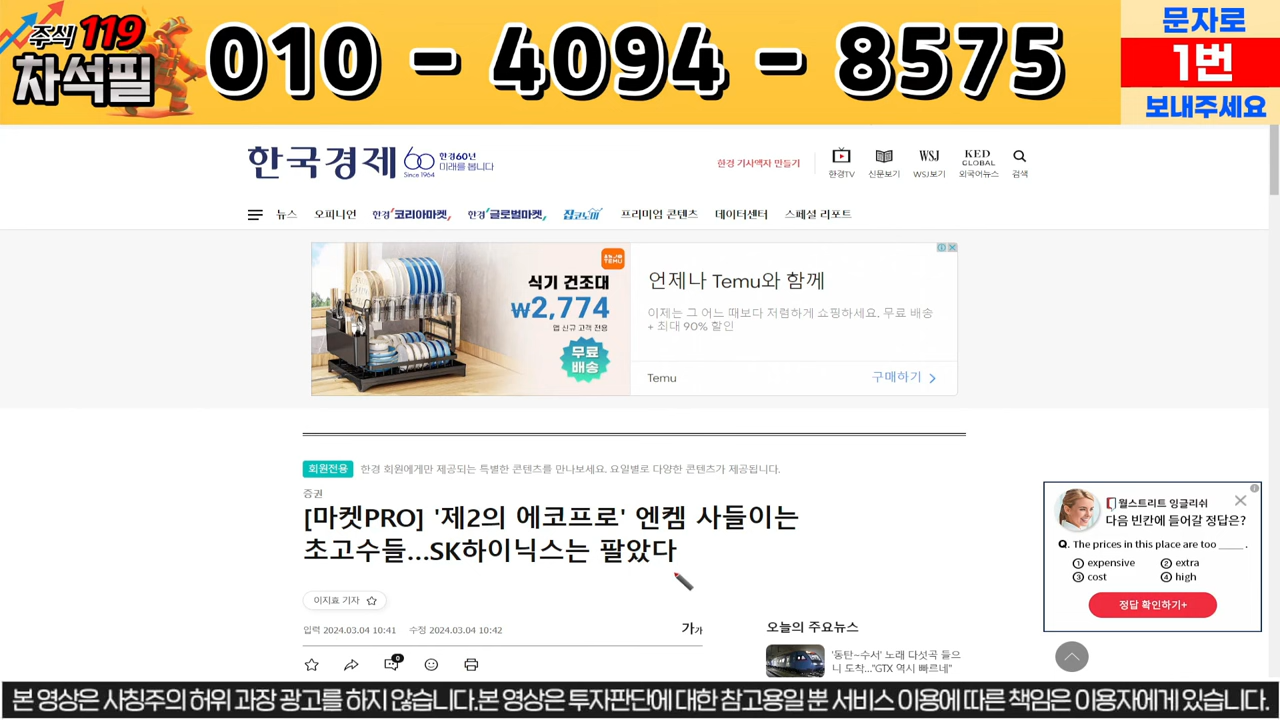 주식 119
차석필
010 - 4094 - 8575
문자로
1번
보내주세요
한국경제 60 Since 1964 한경60년 미래를 봅니다
한경 기사액자 만들기
한경TV
신문보기
WSJ
WSJ보기
KED GLOBAL
외국어뉴스
검색
뉴스 오피니언 한경 코리아마켓 한경 글로벌마켓 잡코노미 프리미엄 콘텐츠 데이터센터 스페셜 리포트
TEMU
식기 건조대
₩2,774
앱 신규 고객 전용
무료
배송
언제나 Temu와 함께
이제는 그 어느 때보다 저렴하게 쇼핑하세요. 무료 배송
+ 최대 90% 할인
Temu
구매하기
회원전용 한경 회원에게만 제공되는 특별한 콘텐츠를 만나보세요. 요일별로 다양한 콘텐츠가 제공됩니다.
증권
[마켓PRO] '제2의 에코프로' 엔켐 사들이는
초고수들…SK하이닉스는 팔았다
이지효 기자
입력 2024.03.04 10:41 수정 2024.03.04 10:42
가가
0
오늘의 주요뉴스
'동탄~수서' 노래 다섯곡 들으
니 도착…"GTX 역시 빠르네"
월스트리트 잉글리쉬
다음 빈칸에 들어갈 정답은?
Q. The prices in this place are too ____ .
① expensive ② extra
③ cost ④ high
정답 확인하기+
본 영상은 사칭주의 허위 과장 광고를 하지 않습니다.본 영상은 투자판단에 대한 참고용일 뿐 서비스 이용에 따른 책임은 이용자에게 있습니다.